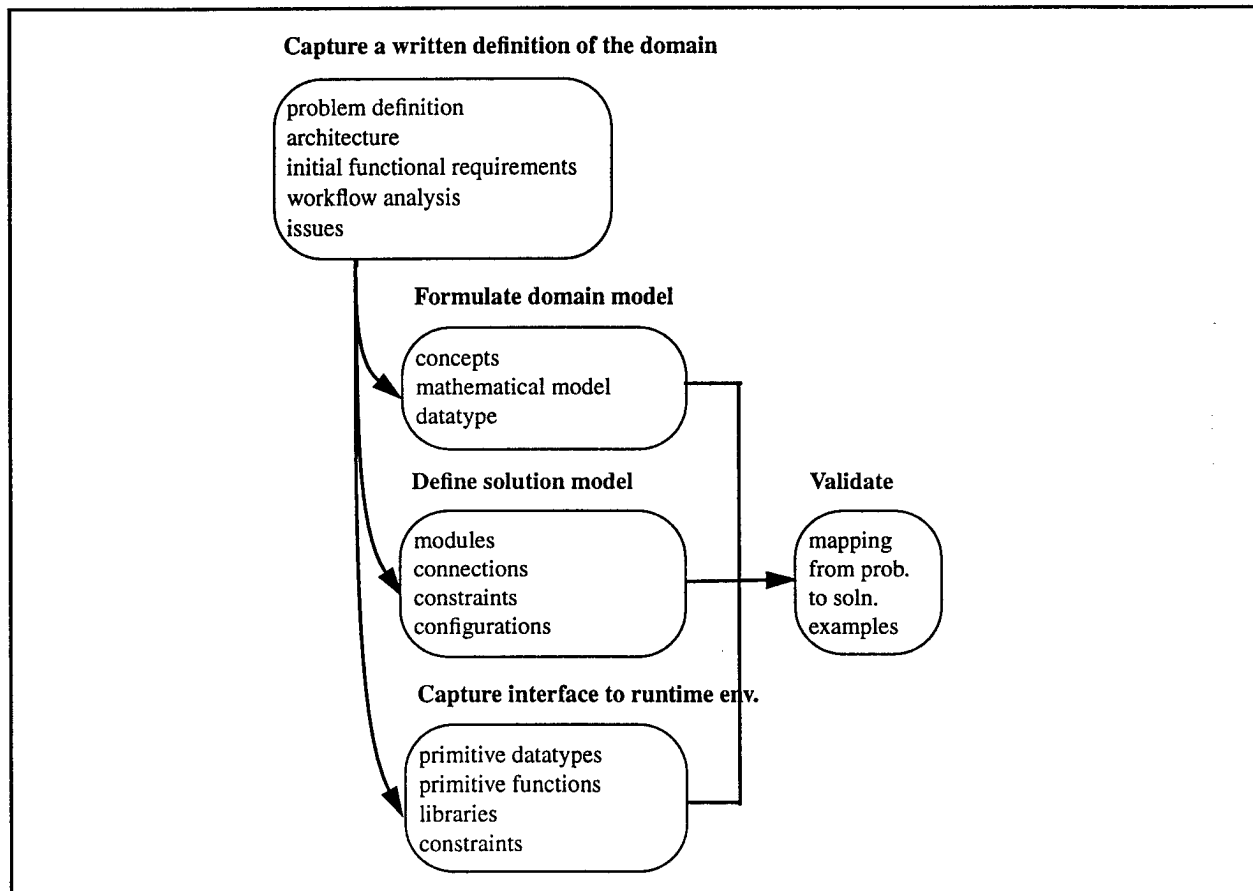 Capture a written definition of the domain
problem definition
architecture
initial functional requirements
workflow analysis
issues
Formulate domain model
concepts
mathematical model
datatype
Define solution model
modules
connections
constraints
configurations
Validate
mapping
from prob.
to soln.
examples
Capture interface to runtime env.
primitive datatypes
primitive functions
libraries
constraints